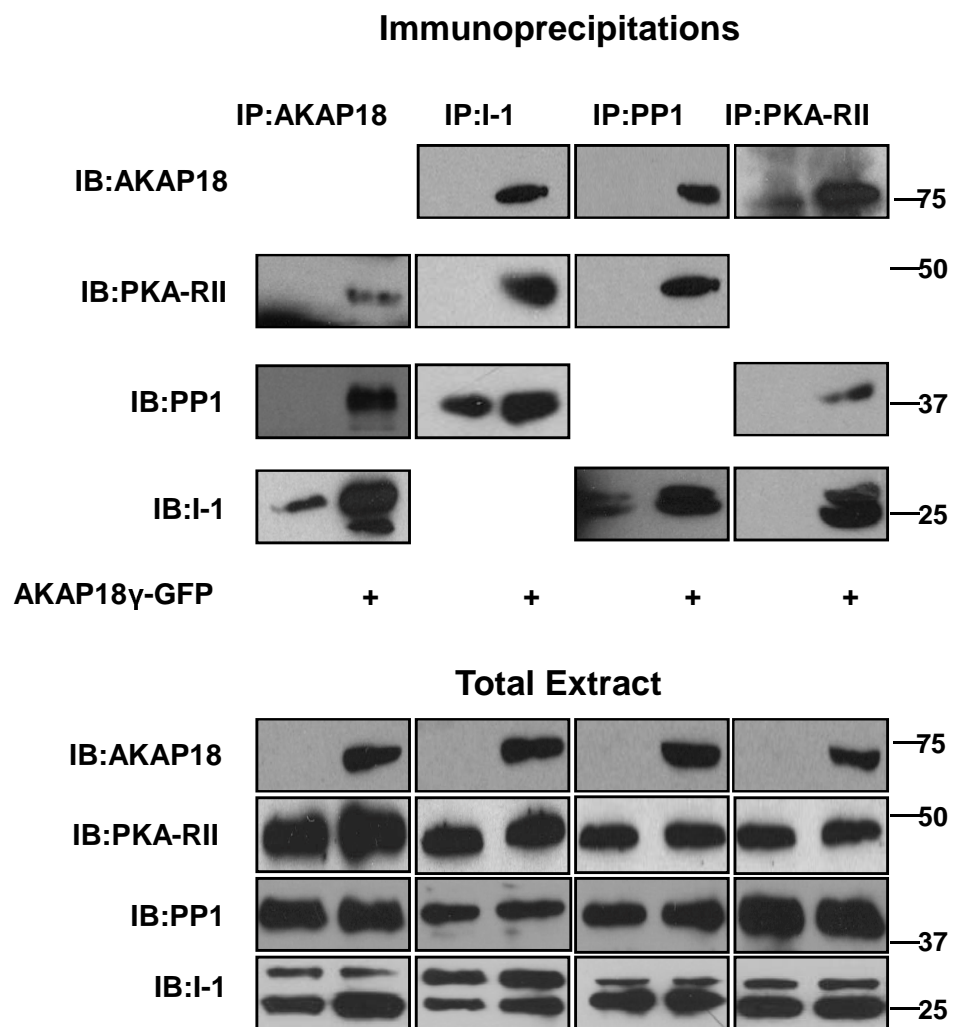 Immunoprecipitations
IP:AKAP18 IP:I-1 IP:PP1 IP:PKA-RII
IB:AKAP18
75
50
IB:PKA-RII
IB:PP1
37
IB:I-1
25
AKAP18γ-GFP + + + +
Total Extract
IB:AKAP18
75
IB:PKA-RII
50
IB:PP1
37
IB:I-1
25